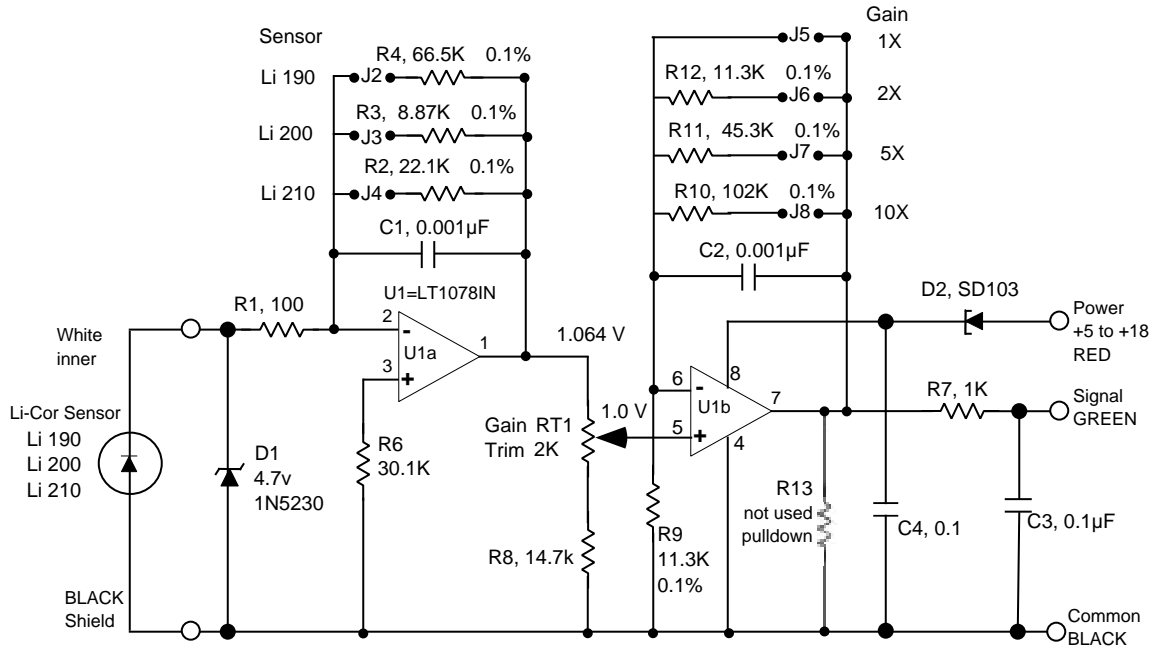 Gain
Sensor
J5
1X
R4, 66.5K 0.1%
Li 190
J2
R12, 11.3K 0.1%
J6
2X
R3, 8.87K 0.1%
Li 200
J3
R11, 45.3K 0.1%
J7
5X
R2, 22.1K 0.1%
Li 210
J4
R10, 102K 0.1%
J8
10X
C1, 0.001µF
C2, 0.001µF
U1=LT1078IN
D2, SD103
R1, 100
Power
+5 to +18
RED
White
inner
2
-
U1a
1
3
+
1.064 V
6
-
8
U1b
7
5
+
4
R7, 1K
Signal
GREEN
Li-Cor Sensor
Li 190
Li 200
Li 210
1.0 V
Gain RT1
Trim 2K
D1
4.7v
1N5230
R6
30.1K
R13
not used
pulldown
C4, 0.1
C3, 0.1µF
R8, 14.7k
R9
11.3K
0.1%
BLACK
Shield
Common
BLACK